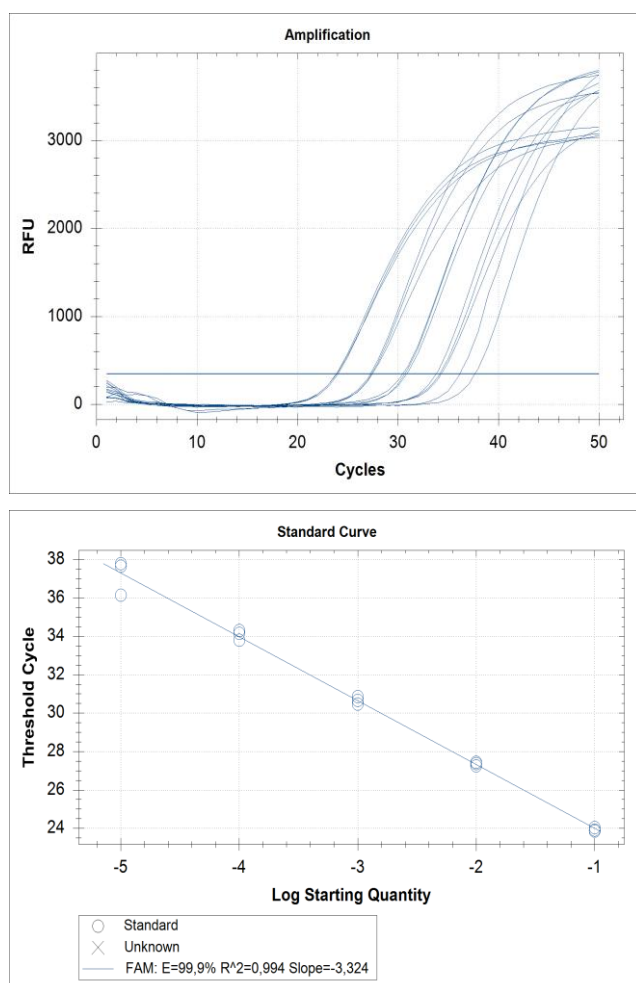 Amplification
3000
2000
1000
0
RFU
0 10 20 30 40 50
Cycles
Standard Curve
38
36
34
32
30
28
26
24
Threshold Cycle
-5 -4 -3 -2 -1
Log Starting Quantity
Standard
Unknown
FAM: E=99,9% R^2=0,994 Slope=-3,324